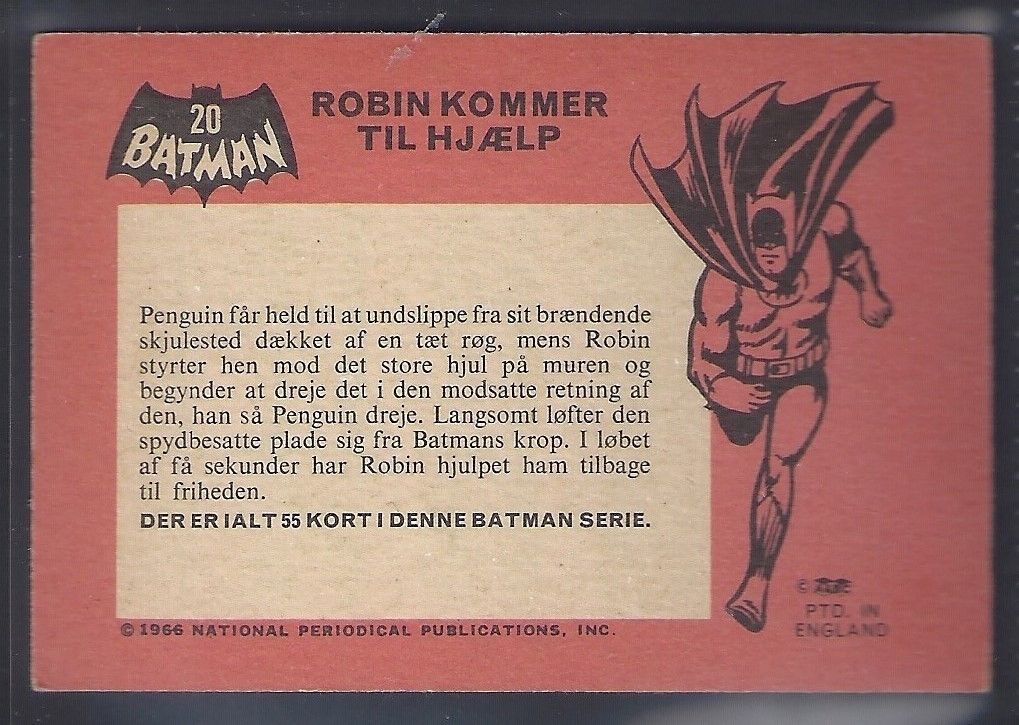 20
BATMAN
ROBIN KOMMER
TIL HJÆLP
Penguin får held til at undslippe fra sit brændende
skjulested dækket af en tæt røg, mens Robin
styrter hen mod det store hjul på muren og
begynder at dreje det i den modsatte retning af
den, han så Penguin dreje. Langsomt løfter den
spydbesatte plade sig fra Batmans krop. I løbet
af få sekunder har Robin hjulpet ham tilbage
til friheden.
DER ER IALT 55 KORT I DENNE BATMAN SERIE.
© 1966 NATIONAL PERIODICAL PUBLICATIONS, INC.
©
PTD. IN
ENGLAND